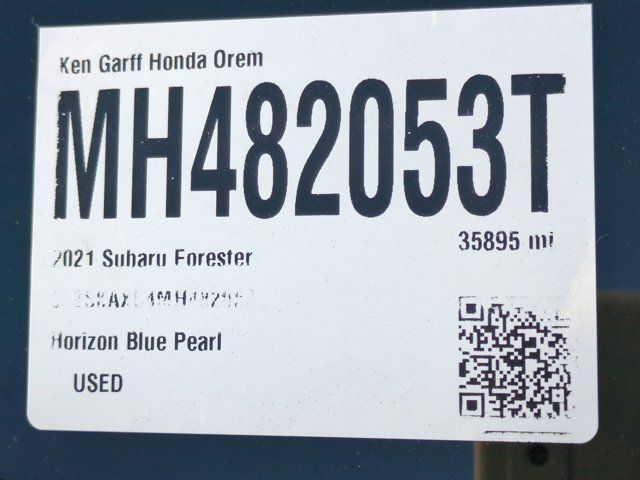 Ken Garff Honda Orem
MH482053T
35895 mi
2021 Subaru Forester
Horizon Blue Pearl
USED